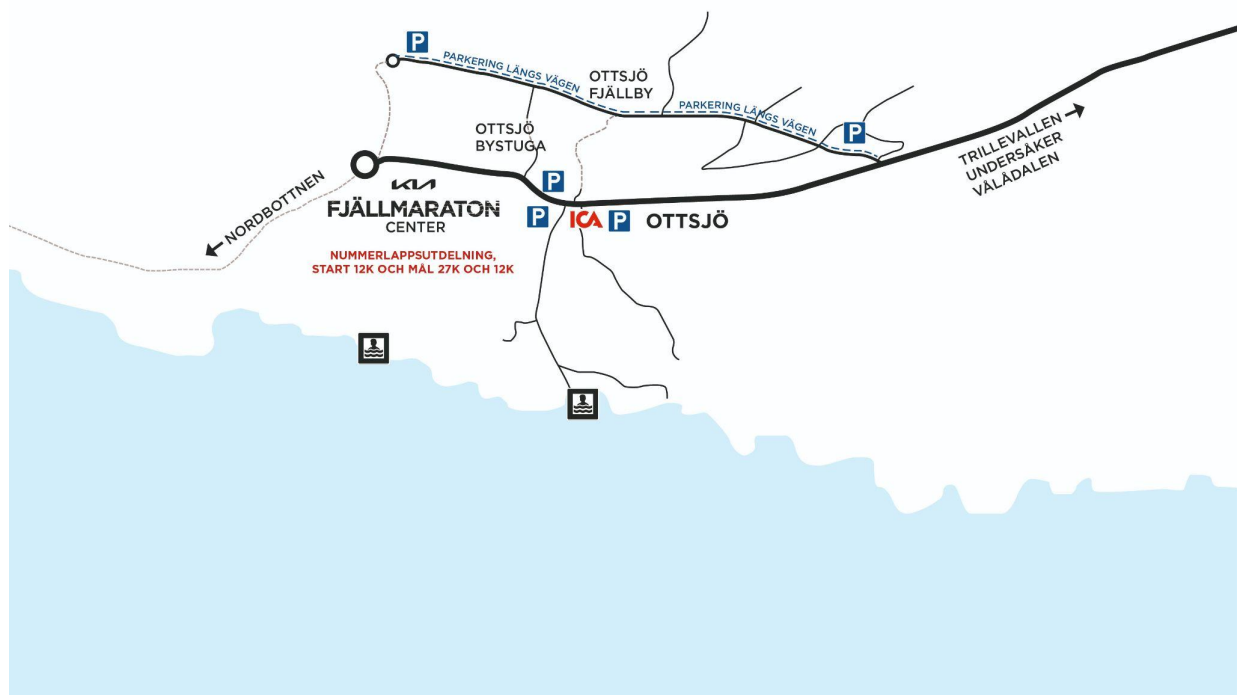 P
PARKERING LÄNGS VÄGEN
OTTSJÖ
FJÄLLBY
PARKERING LÄNGS VÄGEN
P
OTTSJÖ
BYSTUGA
TRILLEVALLEN
UNDERSÅKER
VÅLÅDALEN
NORDBOTTNEN
KIA
FJÄLLMARATON
CENTER
P
P
ICA
P
OTTSJÖ
NUMMERLAPPSUTDELNING,
START 12K OCH MÅL 27K OCH 12K